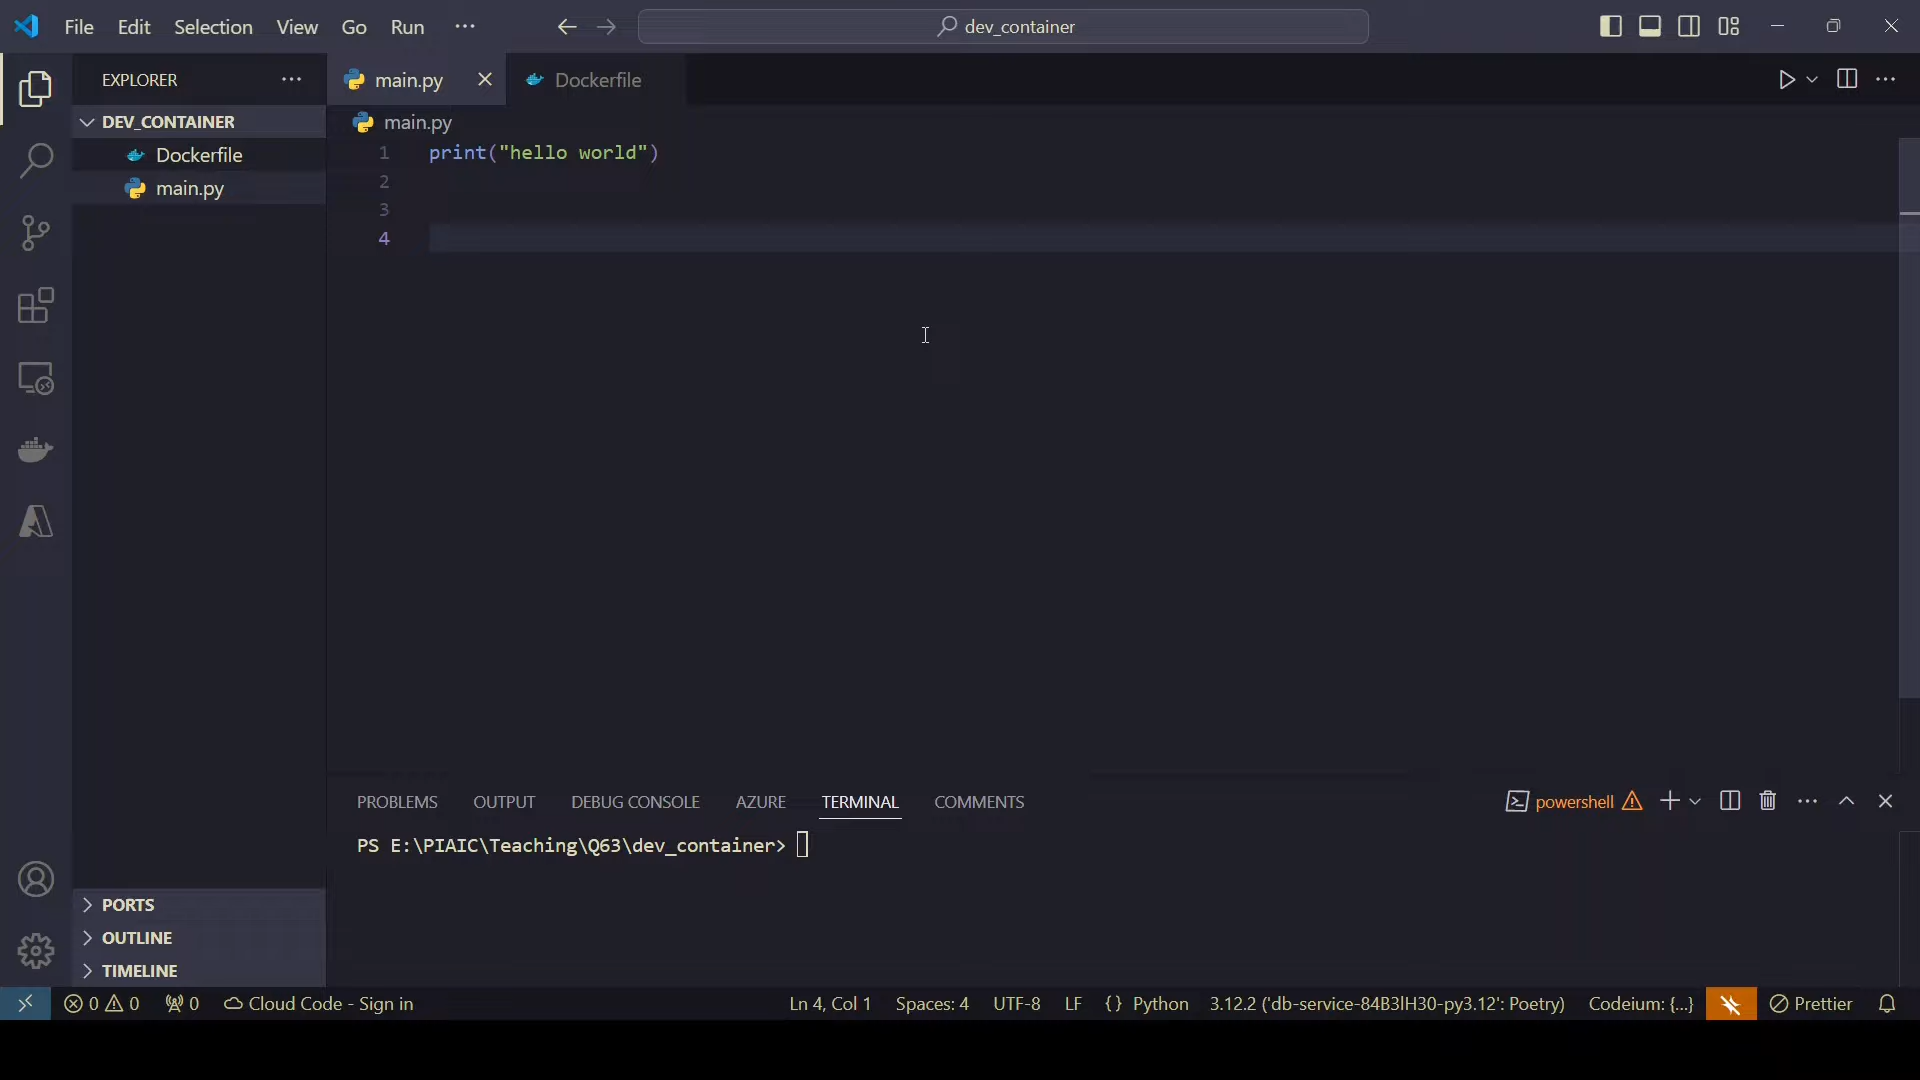 File Edit Selection View Go Run ··· dev_container
EXPLORER ··· main.py Dockerfile
DEV_CONTAINER
Dockerfile
main.py
main.py
1 print("hello world")
2
3
4
PROBLEMS OUTPUT DEBUG CONSOLE AZURE TERMINAL COMMENTS powershell
PS E:\PIAIC\Teaching\Q63\dev_container>
PORTS
OUTLINE
TIMELINE
0 0 0 Cloud Code - Sign in Ln 4, Col 1 Spaces: 4 UTF-8 LF {} Python 3.12.2 ('db-service-84B3lH30-py3.12': Poetry) Codeium: {...} Prettier